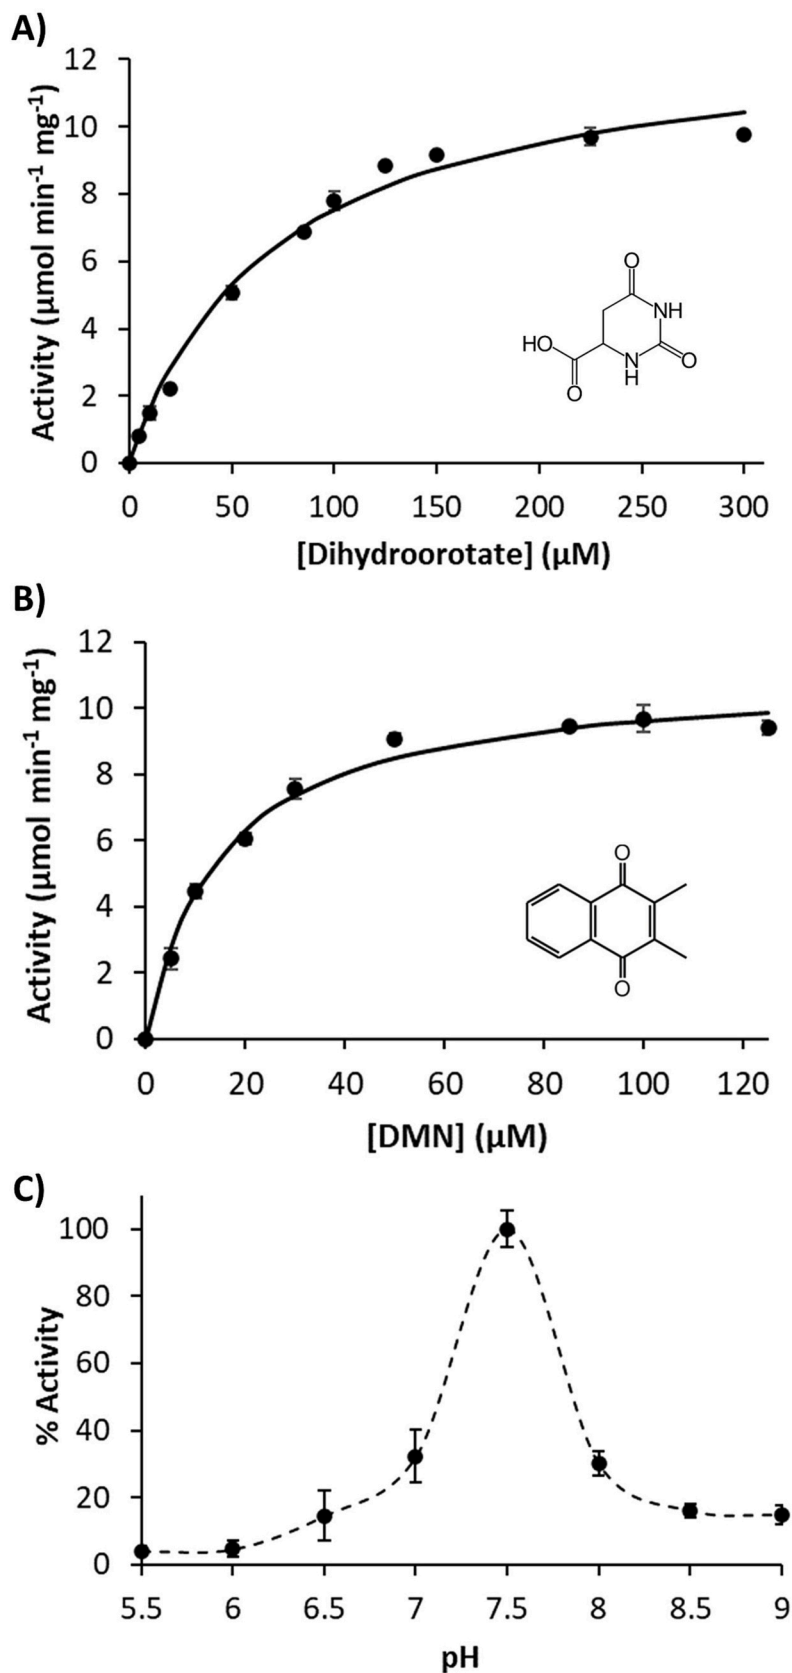 A)
Activity (µmol min⁻¹ mg⁻¹)
12
10
8
6
4
2
0
0 50 100 150 200 250 300
[Dihydroorotate] (µM)
O
NH
HO
N
H
O
O
B)
Activity (µmol min⁻¹ mg⁻¹)
12
10
8
6
4
2
0
0 20 40 60 80 100 120
[DMN] (µM)
O
O
C)
% Activity
100
80
60
40
20
0
5.5 6 6.5 7 7.5 8 8.5 9
pH